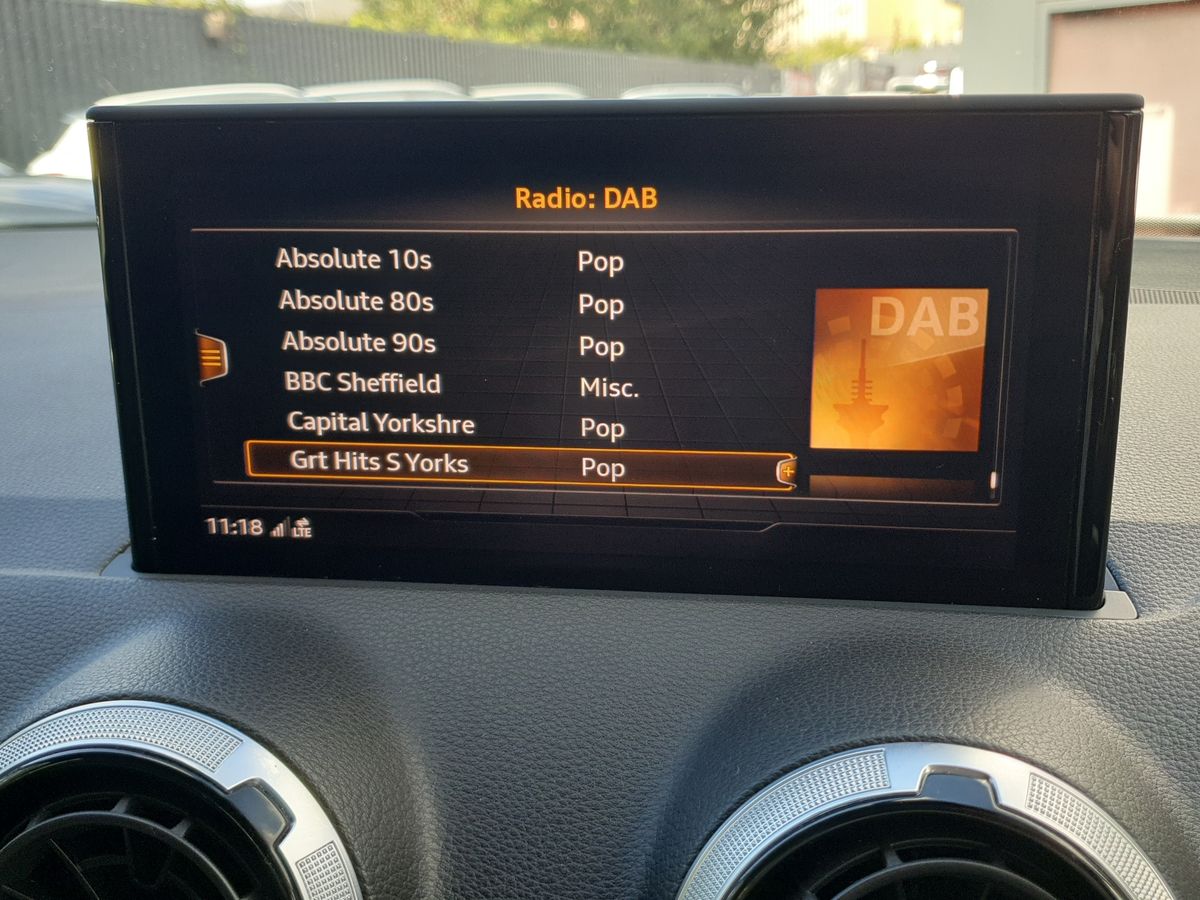 Radio: DAB
Absolute 10s Pop
Absolute 80s Pop
Absolute 90s Pop
BBC Sheffield Misc.
Capital Yorkshre Pop
Grt Hits S Yorks Pop
DAB
11:18 LTE